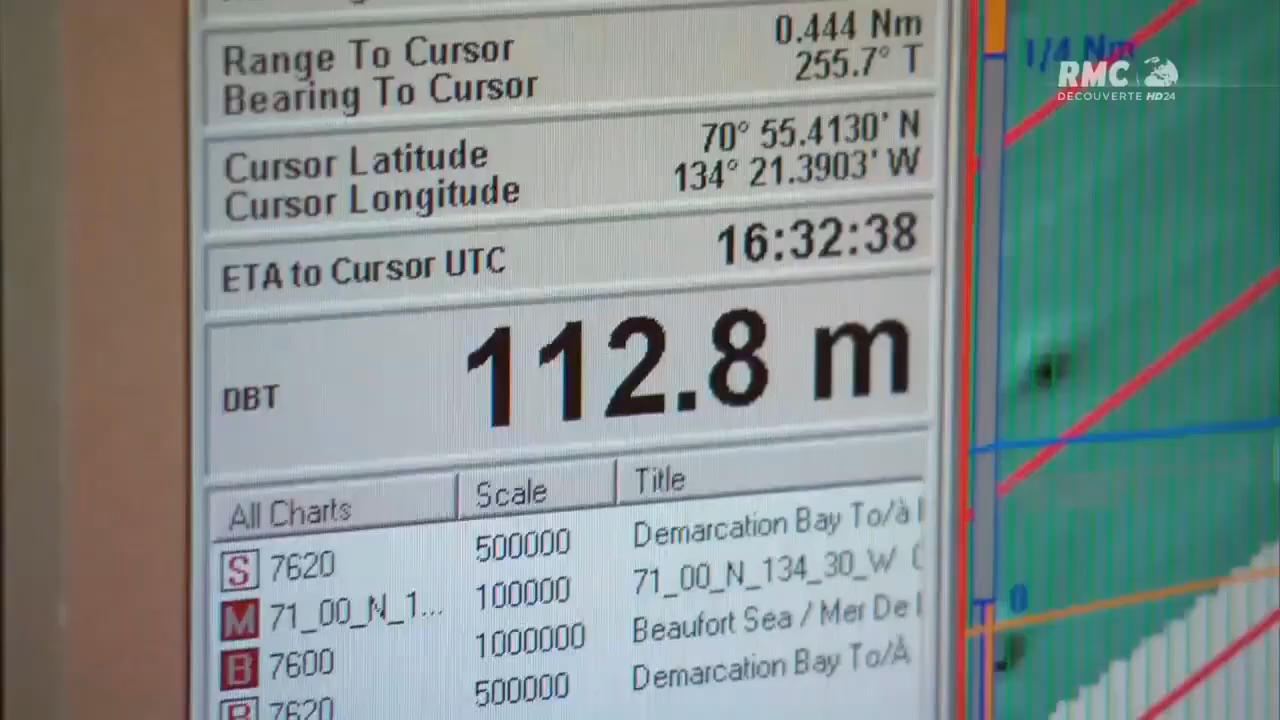 Range To Cursor 0.444 Nm
Bearing To Cursor 255.7° T
Cursor Latitude 70° 55.4130' N
Cursor Longitude 134° 21.3903' W
ETA to Cursor UTC 16:32:38
DBT 112.8 m
All Charts Scale Title
S 7620 500000 Demarcation Bay To/à
M 71_00_N_1... 100000 71_00_N_134_30_W
B 7600 1000000 Beaufort Sea / Mer De
B 7620 500000 Demarcation Bay To/À
1/4 Nm
0
RMC
DECOUVERTE HD24